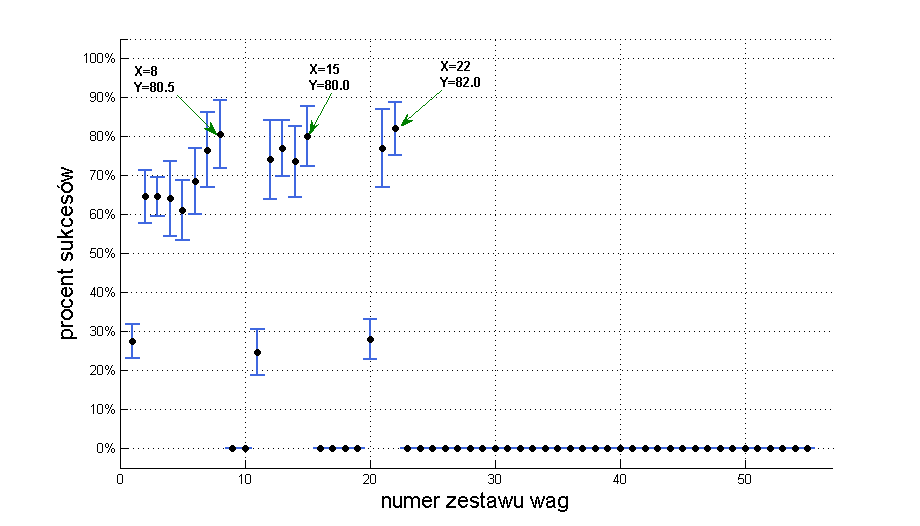 100%
90%
80%
70%
60%
50%
40%
30%
20%
10%
0%
procent sukcesów
X=8
Y=80.5
X=15
Y=80.0
X=22
Y=82.0
0 10 20 30 40 50
numer zestawu wag